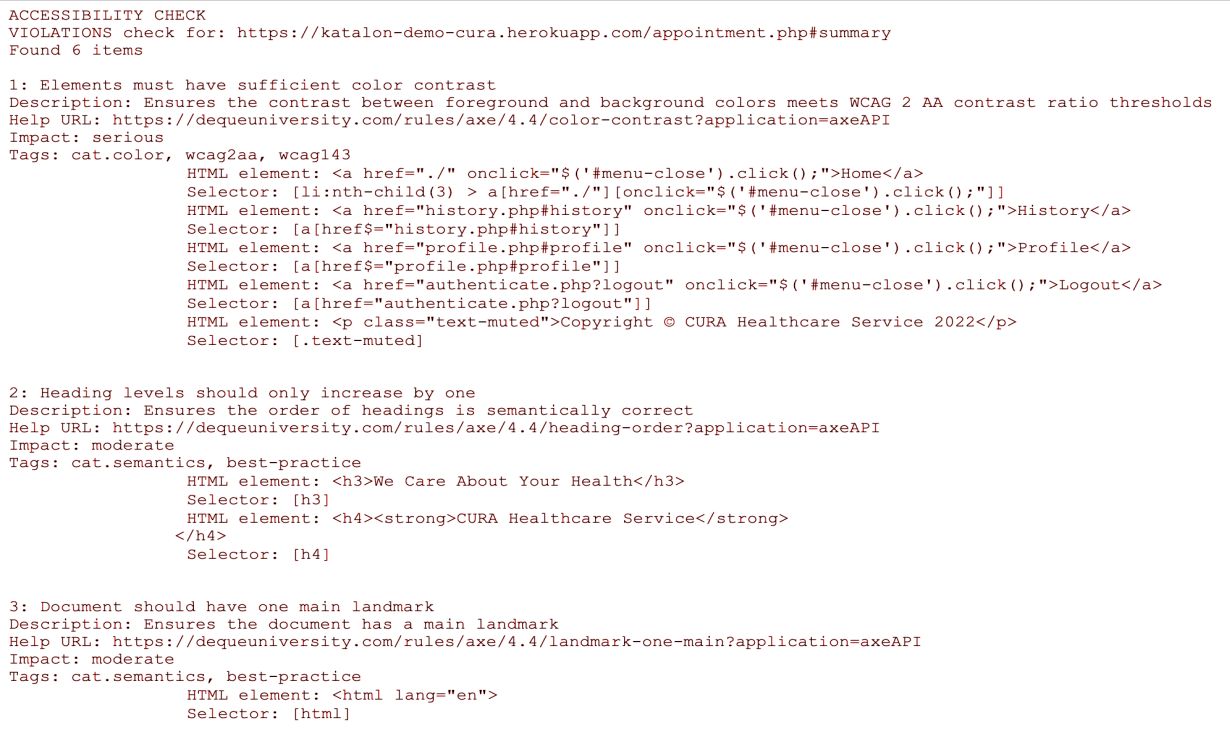 ACCESSIBILITY CHECK
VIOLATIONS check for: https://katalon-demo-cura.herokuapp.com/appointment.php#summary
Found 6 items
1: Elements must have sufficient color contrast
Description: Ensures the contrast between foreground and background colors meets WCAG 2 AA contrast ratio thresholds
Help URL: https://dequeuniversity.com/rules/axe/4.4/color-contrast?application=axeAPI
Impact: serious
Tags: cat.color, wcag2aa, wcag143
HTML element: <a href="./" onclick="$('#menu-close').click();">Home</a>
Selector: [li:nth-child(3) > a[href="./"][onclick="$('#menu-close').click();"]]
HTML element: <a href="history.php#history" onclick="$('#menu-close').click();">History</a>
Selector: [a[href$="history.php#history"]]
HTML element: <a href="profile.php#profile" onclick="$('#menu-close').click();">Profile</a>
Selector: [a[href$="profile.php#profile"]]
HTML element: <a href="authenticate.php?logout" onclick="$('#menu-close').click();">Logout</a>
Selector: [a[href="authenticate.php?logout"]]
HTML element: <p class="text-muted">Copyright © CURA Healthcare Service 2022</p>
Selector: [.text-muted]
2: Heading levels should only increase by one
Description: Ensures the order of headings is semantically correct
Help URL: https://dequeuniversity.com/rules/axe/4.4/heading-order?application=axeAPI
Impact: moderate
Tags: cat.semantics, best-practice
HTML element: <h3>We Care About Your Health</h3>
Selector: [h3]
HTML element: <h4><strong>CURA Healthcare Service</strong>
</h4>
Selector: [h4]
3: Document should have one main landmark
Description: Ensures the document has a main landmark
Help URL: https://dequeuniversity.com/rules/axe/4.4/landmark-one-main?application=axeAPI
Impact: moderate
Tags: cat.semantics, best-practice
HTML element: <html lang="en">
Selector: [html]